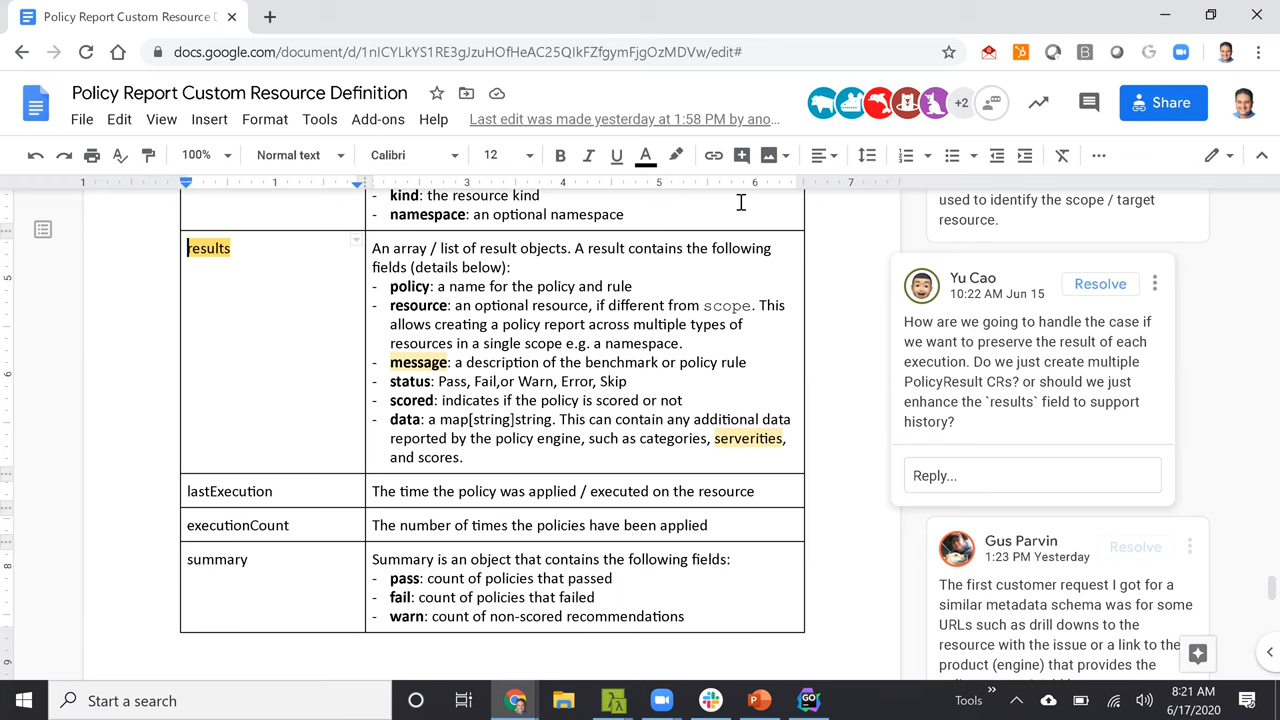 Policy Report Custom Resource D
docs.google.com/document/d/1nICYLkYS1RE3gJzuHOfHeAC25QIkFZfgymFjgOzMDVw/edit#
Policy Report Custom Resource Definition
+2
Share
File Edit View Insert Format Tools Add-ons Help Last edit was made yesterday at 1:58 PM by ano...
100% Normal text Calibri 12 B I U A
1 1 3 4 5 6 7
- kind: the resource kind
- namespace: an optional namespace
results
An array / list of result objects. A result contains the following
fields (details below):
- policy: a name for the policy and rule
- resource: an optional resource, if different from scope. This
allows creating a policy report across multiple types of
resources in a single scope e.g. a namespace.
- message: a description of the benchmark or policy rule
- status: Pass, Fail,or Warn, Error, Skip
- scored: indicates if the policy is scored or not
- data: a map[string]string. This can contain any additional data
reported by the policy engine, such as categories, serverities,
and scores.
lastExecution
The time the policy was applied / executed on the resource
executionCount
The number of times the policies have been applied
summary
Summary is an object that contains the following fields:
- pass: count of policies that passed
- fail: count of policies that failed
- warn: count of non-scored recommendations
5
6
7
8
9
used to identify the scope / target
resource.
Yu Cao
10:22 AM Jun 15
Resolve
How are we going to handle the case if
we want to preserve the result of each
execution. Do we just create multiple
PolicyResult CRs? or should we just
enhance the `results` field to support
history?
Reply...
Gus Parvin
1:23 PM Yesterday
Resolve
The first customer request I got for a
similar metadata schema was for some
URLs such as drill downs to the
resource with the issue or a link to the
product (engine) that provides the
Start a search
Tools
8:21 AM
6/17/2020